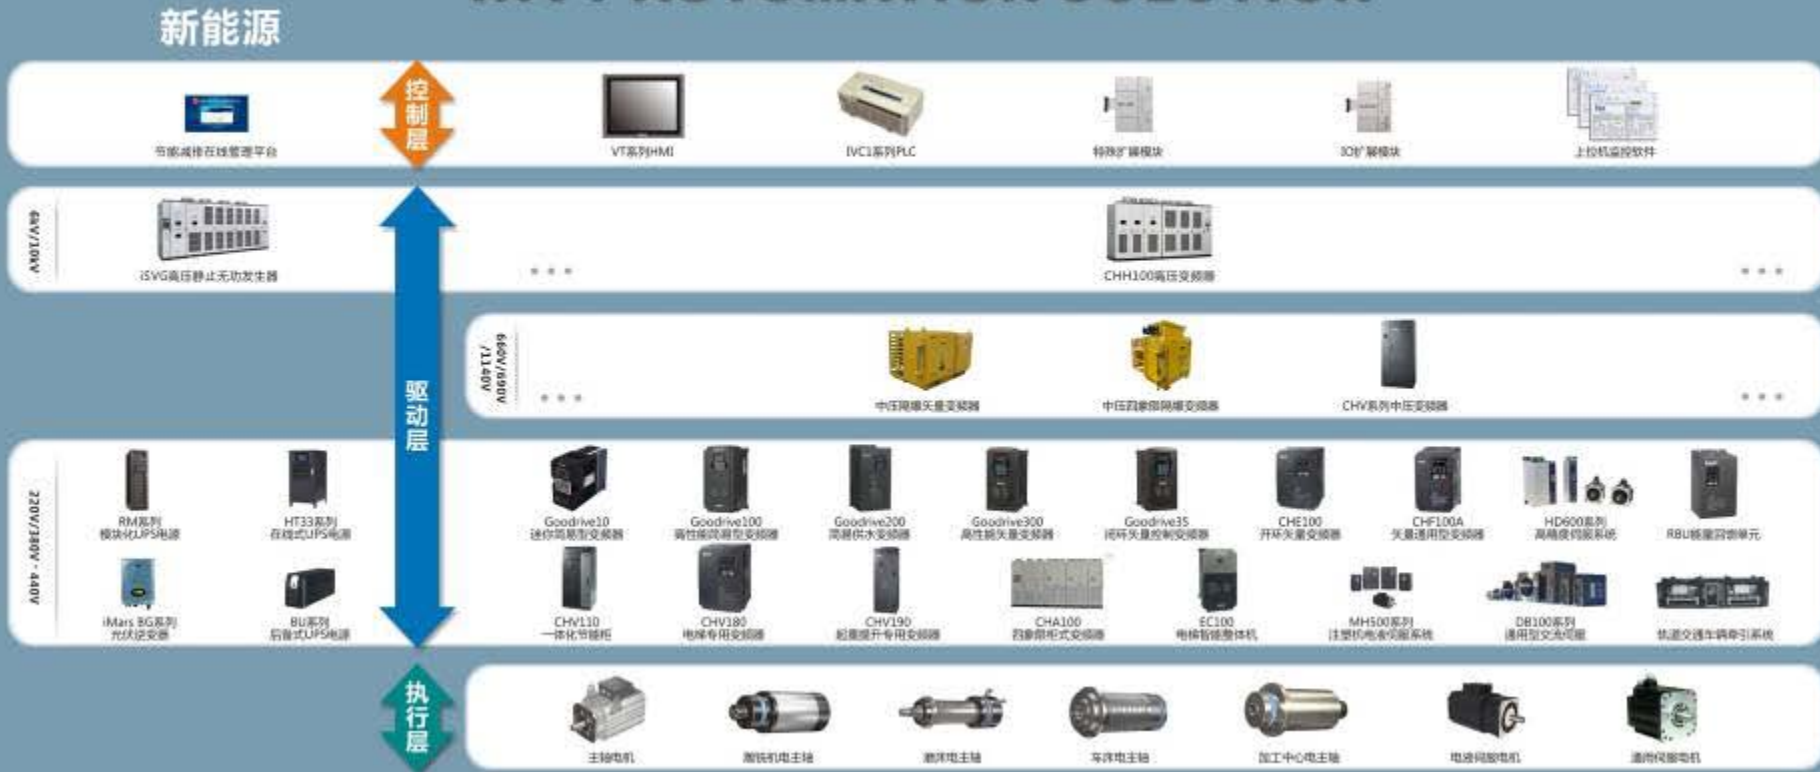 新能源
控制层
节能减排在线管理平台
VT系列HMI
IVC1系列PLC
特殊扩展模块
IO扩展模块
上位机监控软件
6kV/10kV
iSVG高压静止无功发生器
CHH100高压变频器
驱动层
660V/690V
/1140V
中压隔爆矢量变频器
中压四象限隔爆变频器
CHV系列中压变频器
220V/380V - 440V
RM系列
模块化UPS电源
HT33系列
在线式UPS电源
Goodrive10
迷你简易型变频器
Goodrive100
高性能简易型变频器
Goodrive200
简易供水变频器
Goodrive300
高性能矢量变频器
Goodrive35
闭环矢量控制变频器
CHE100
开环矢量变频器
CHF100A
矢量通用型变频器
HD600系列
高精度伺服系统
RBU能量回馈单元
iMars BG系列
光伏逆变器
BU系列
后备式UPS电源
CHV110
一体化节能柜
CHV180
电梯专用变频器
CHV190
起重提升专用变频器
CHA100
四象限柜式变频器
EC100
电梯智能整体机
MH500系列
注塑机电液伺服系统
DB100系列
通用型交流伺服
轨道交通车辆牵引系统
执行层
主轴电机
雕铣机电主轴
磨床电主轴
车床电主轴
加工中心电主轴
电液伺服电机
通用伺服电机